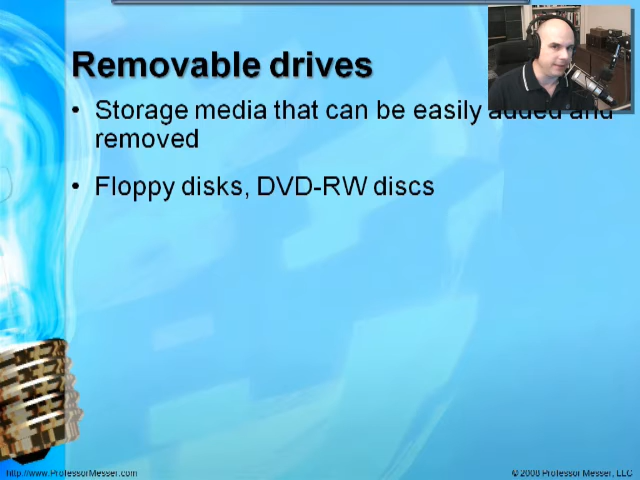 Removable drives
• Storage media that can be easily added and
removed
• Floppy disks, DVD-RW discs
http://www.ProfessorMesser.com
© 2008 Professor Messer, LLC